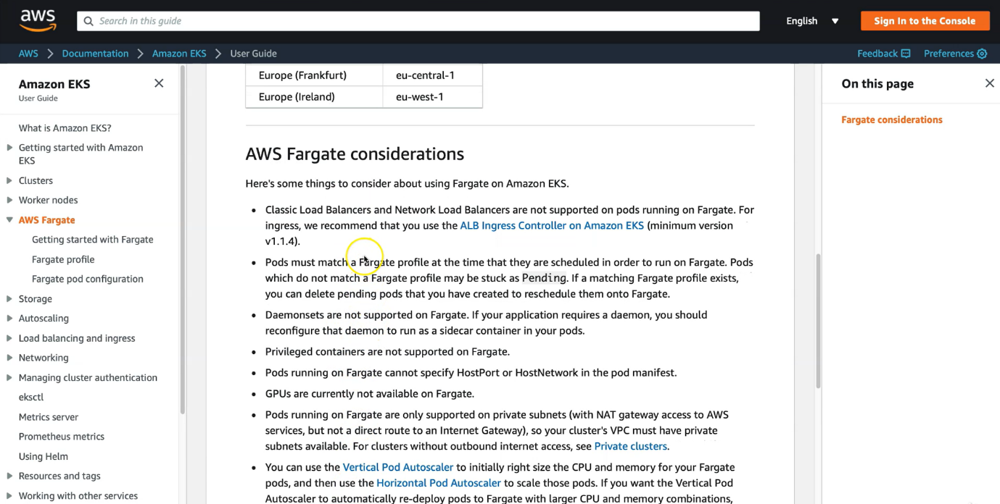 aws
Search in this guide
English
Sign In to the Console
AWS
Documentation
Amazon EKS
User Guide
Feedback
Preferences
Amazon EKS
User Guide
What is Amazon EKS?
Getting started with Amazon
EKS
Clusters
Worker nodes
AWS Fargate
Getting started with Fargate
Fargate profile
Fargate pod configuration
Storage
Autoscaling
Load balancing and ingress
Networking
Managing cluster authentication
eksctl
Metrics server
Prometheus metrics
Using Helm
Resources and tags
Working with other services
Europe (Frankfurt) eu-central-1
Europe (Ireland) eu-west-1
AWS Fargate considerations
Here's some things to consider about using Fargate on Amazon EKS.
• Classic Load Balancers and Network Load Balancers are not supported on pods running on Fargate. For
ingress, we recommend that you use the ALB Ingress Controller on Amazon EKS (minimum version
v1.1.4).
• Pods must match a Fargate profile at the time that they are scheduled in order to run on Fargate. Pods
which do not match a Fargate profile may be stuck as Pending. If a matching Fargate profile exists,
you can delete pending pods that you have created to reschedule them onto Fargate.
• Daemonsets are not supported on Fargate. If your application requires a daemon, you should
reconfigure that daemon to run as a sidecar container in your pods.
• Privileged containers are not supported on Fargate.
• Pods running on Fargate cannot specify HostPort or HostNetwork in the pod manifest.
• GPUs are currently not available on Fargate.
• Pods running on Fargate are only supported on private subnets (with NAT gateway access to AWS
services, but not a direct route to an Internet Gateway), so your cluster's VPC must have private
subnets available. For clusters without outbound internet access, see Private clusters.
• You can use the Vertical Pod Autoscaler to initially right size the CPU and memory for your Fargate
pods, and then use the Horizontal Pod Autoscaler to scale those pods. If you want the Vertical Pod
Autoscaler to automatically re-deploy pods to Fargate with larger CPU and memory combinations,
On this page
Fargate considerations